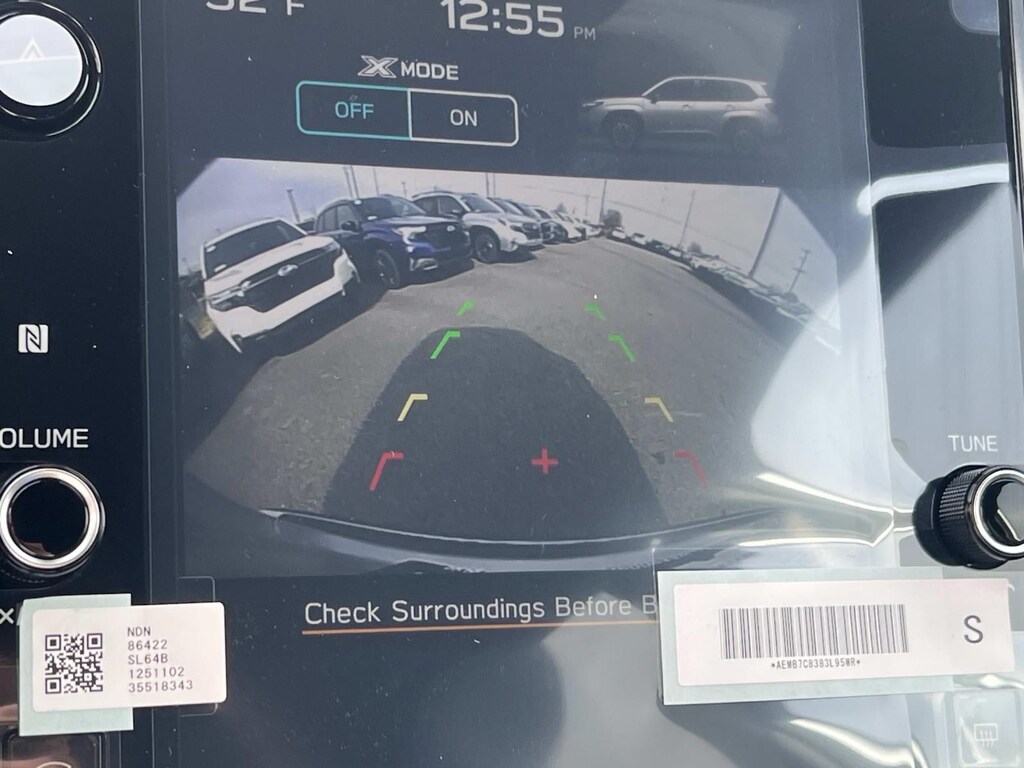 12:55 PM
X MODE
OFF ON
OLUME
TUNE
Check Surroundings Before B
NDN
86422
SL64B
1251102
35518343
S